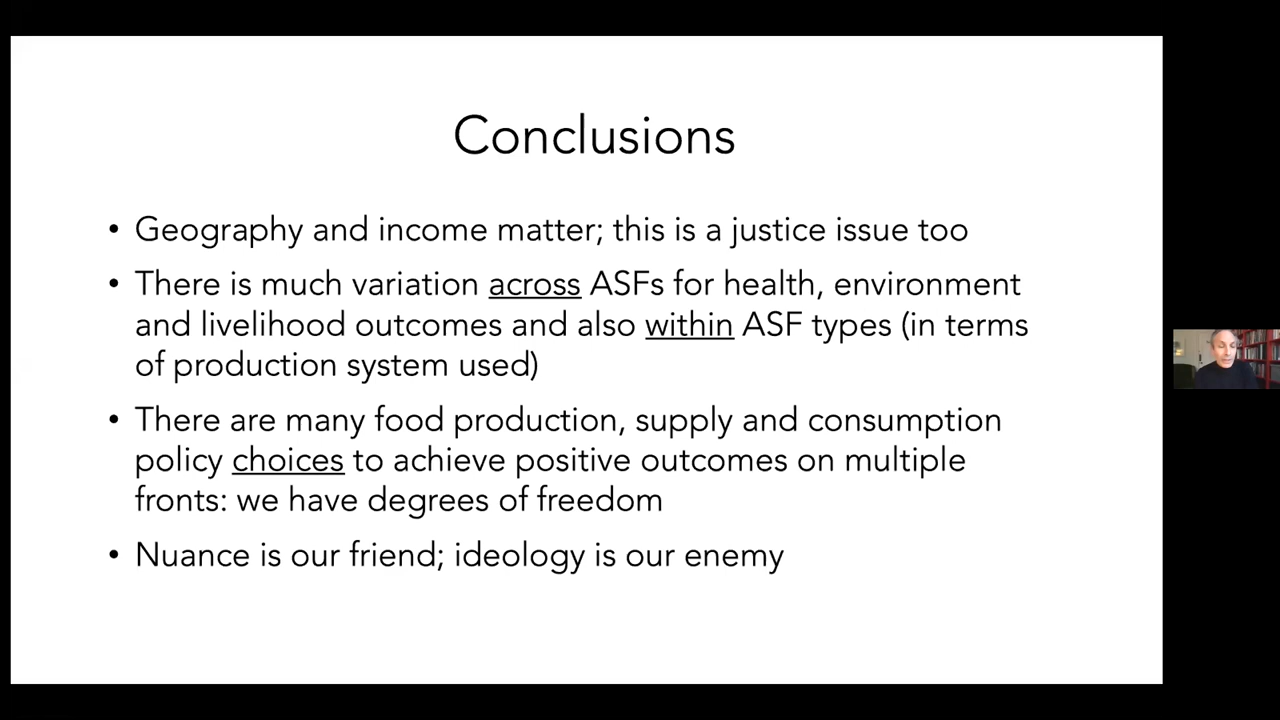 Conclusions
• Geography and income matter; this is a justice issue too
• There is much variation across ASFs for health, environment
and livelihood outcomes and also within ASF types (in terms
of production system used)
• There are many food production, supply and consumption
policy choices to achieve positive outcomes on multiple
fronts: we have degrees of freedom
• Nuance is our friend; ideology is our enemy